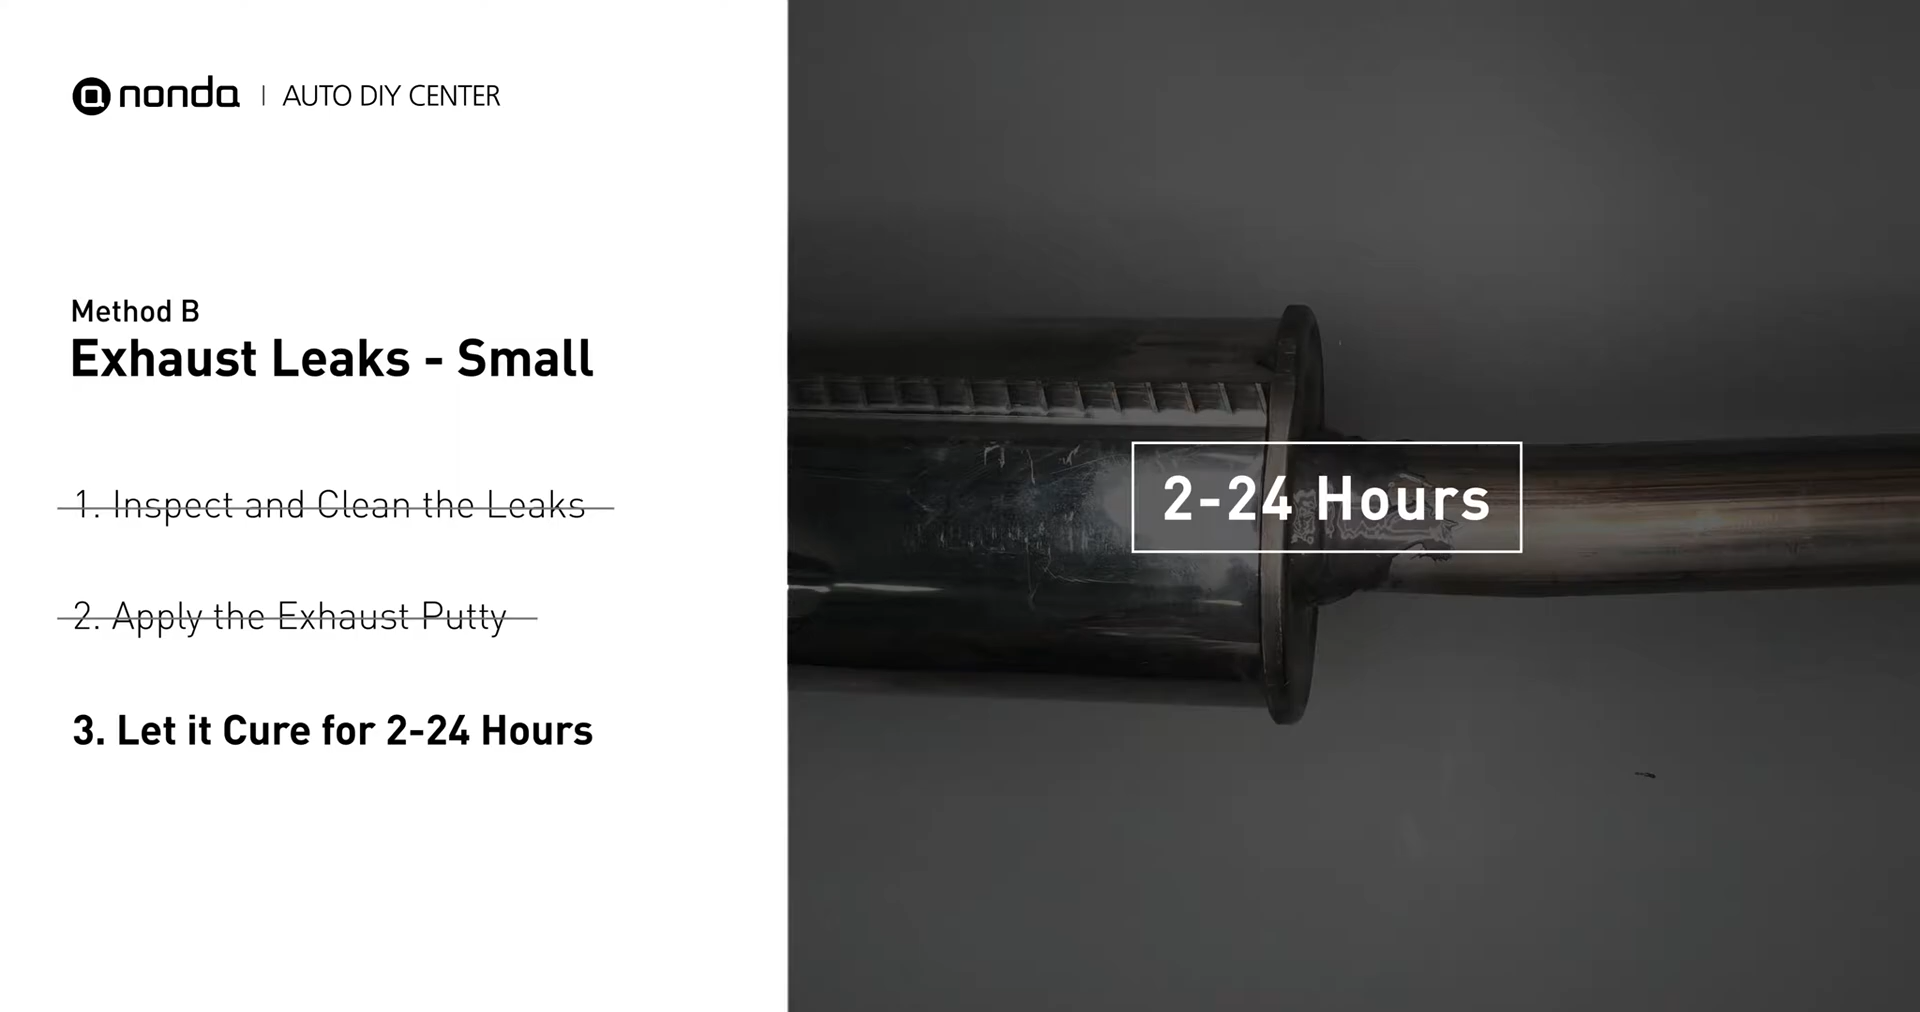 nonda | AUTO DIY CENTER
Method B
Exhaust Leaks - Small
1. Inspect and Clean the Leaks
2. Apply the Exhaust Putty
3. Let it Cure for 2-24 Hours
2-24 Hours